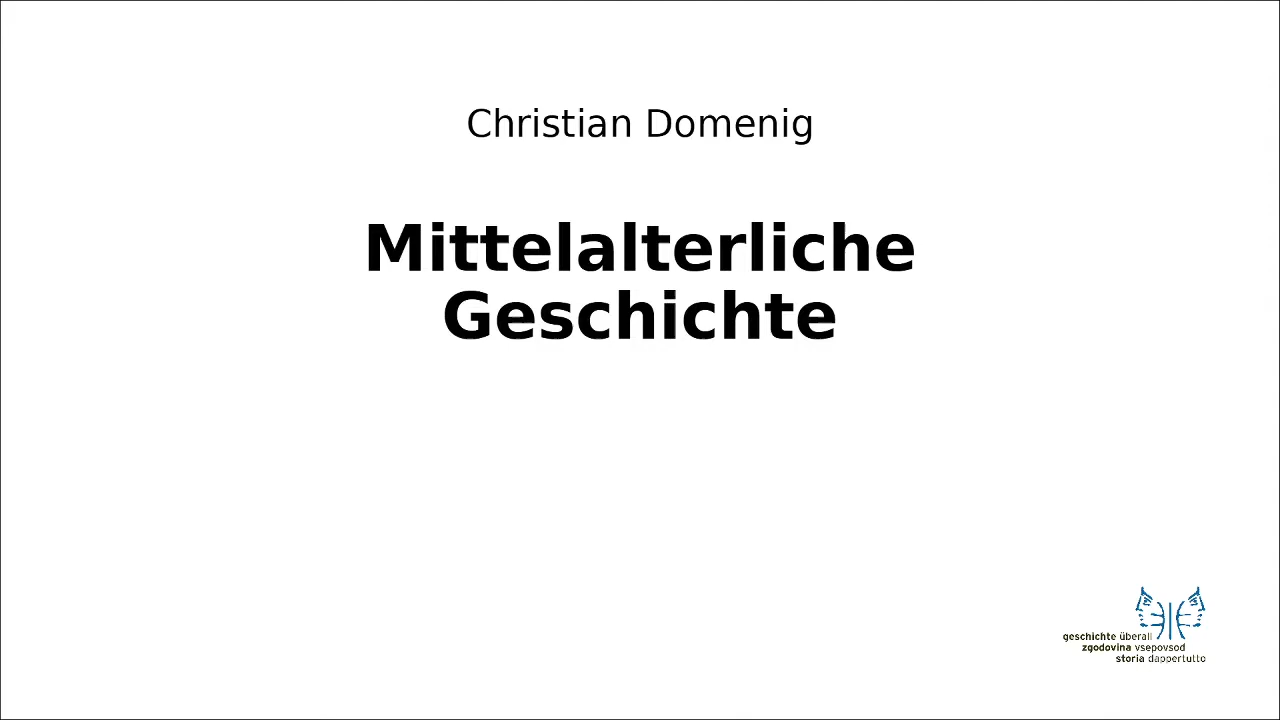 Christian Domenig
Mittelalterliche
Geschichte
geschichte überall
zgodovina vsepovsod
storia dappertutto